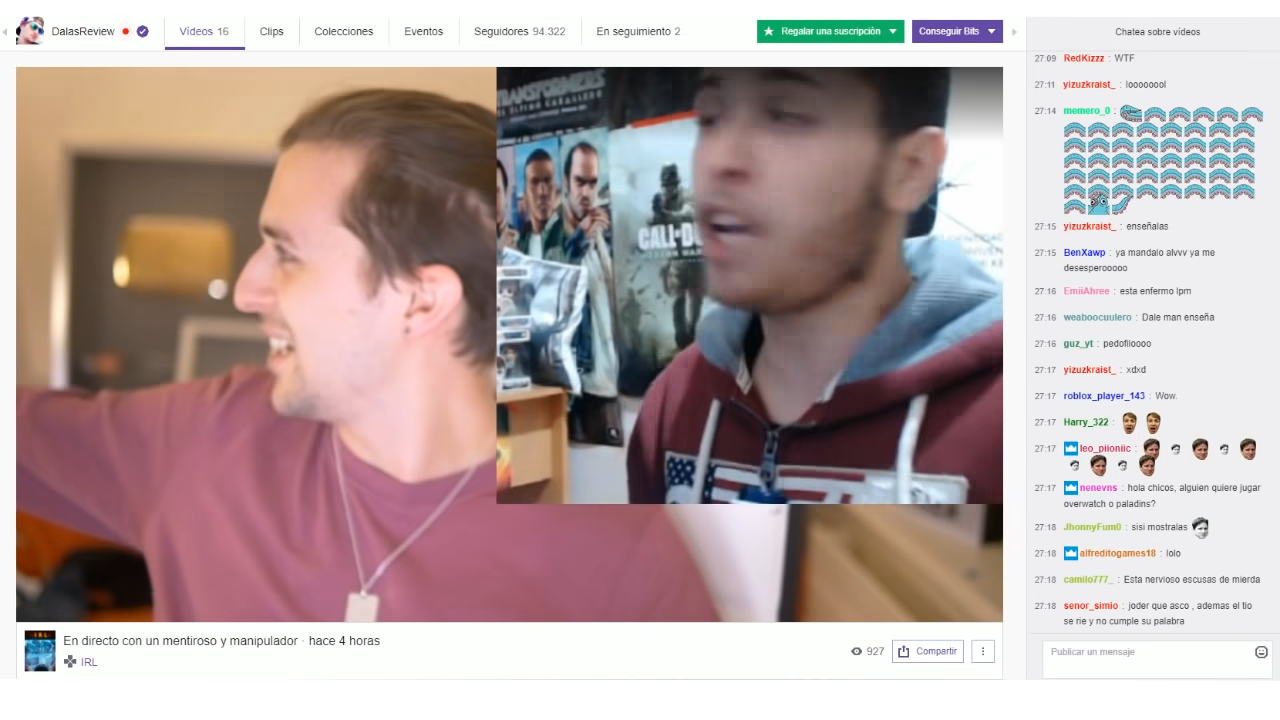 DalasReview
Vídeos 16
Clips
Colecciones
Eventos
Seguidores 94.322
En seguimiento 2
Regalar una suscripción
Conseguir Bits
Chatea sobre vídeos
TRANSFORMERS
CALL
MODERN
27:09 RedKizzz : WTF
27:11 yizuzkraist_ : loooooool
27:14 memero_0 :
27:15 yizuzkraist_ : enseñalas
27:15 BenXawp : ya mandalo alvvv ya me
desesperooooo
27:16 EmiiAhree : esta enfermo lpm
27:16 weaboocuulero : Dale man enseña
27:16 guz_yt : pedofiloooo
27:17 yizuzkraist_ : xdxd
27:17 roblox_player_143 : Wow.
27:17 Harry_322 :
27:17 leo_piioniic :
27:17 nenevns : hola chicos, alguien quiere jugar
overwatch o paladins?
27:18 JhonnyFum0 : sisi mostralas
27:18 alfreditogames18 : lolo
27:18 camilo777_ : Esta nervioso escusas de mierda
27:18 senor_simio : joder que asco , ademas el tio
se rie y no cumple su palabra
En directo con un mentiroso y manipulador · hace 4 horas
IRL
927
Compartir
Publicar un mensaje